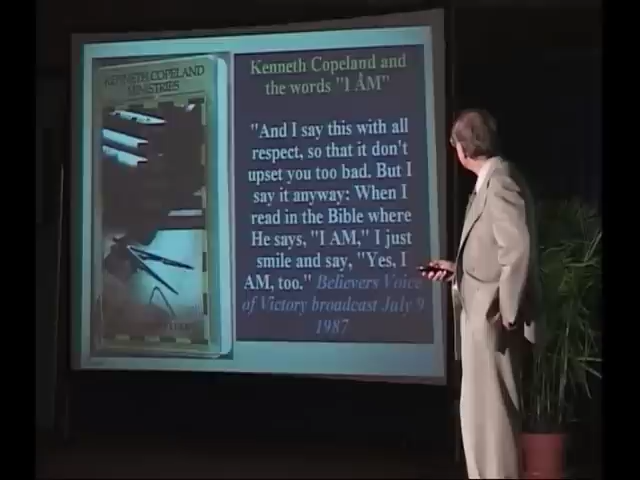 KENNETH COPELAND
MINISTRIES
Kenneth Copeland and
the words "I AM"
"And I say this with all
respect, so that it don't
upset you too bad. But I
say it anyway: When I
read in the Bible where
He says, "I AM," I just
smile and say, "Yes, I
AM, too." Believers Voice
of Victory broadcast July 9
1987